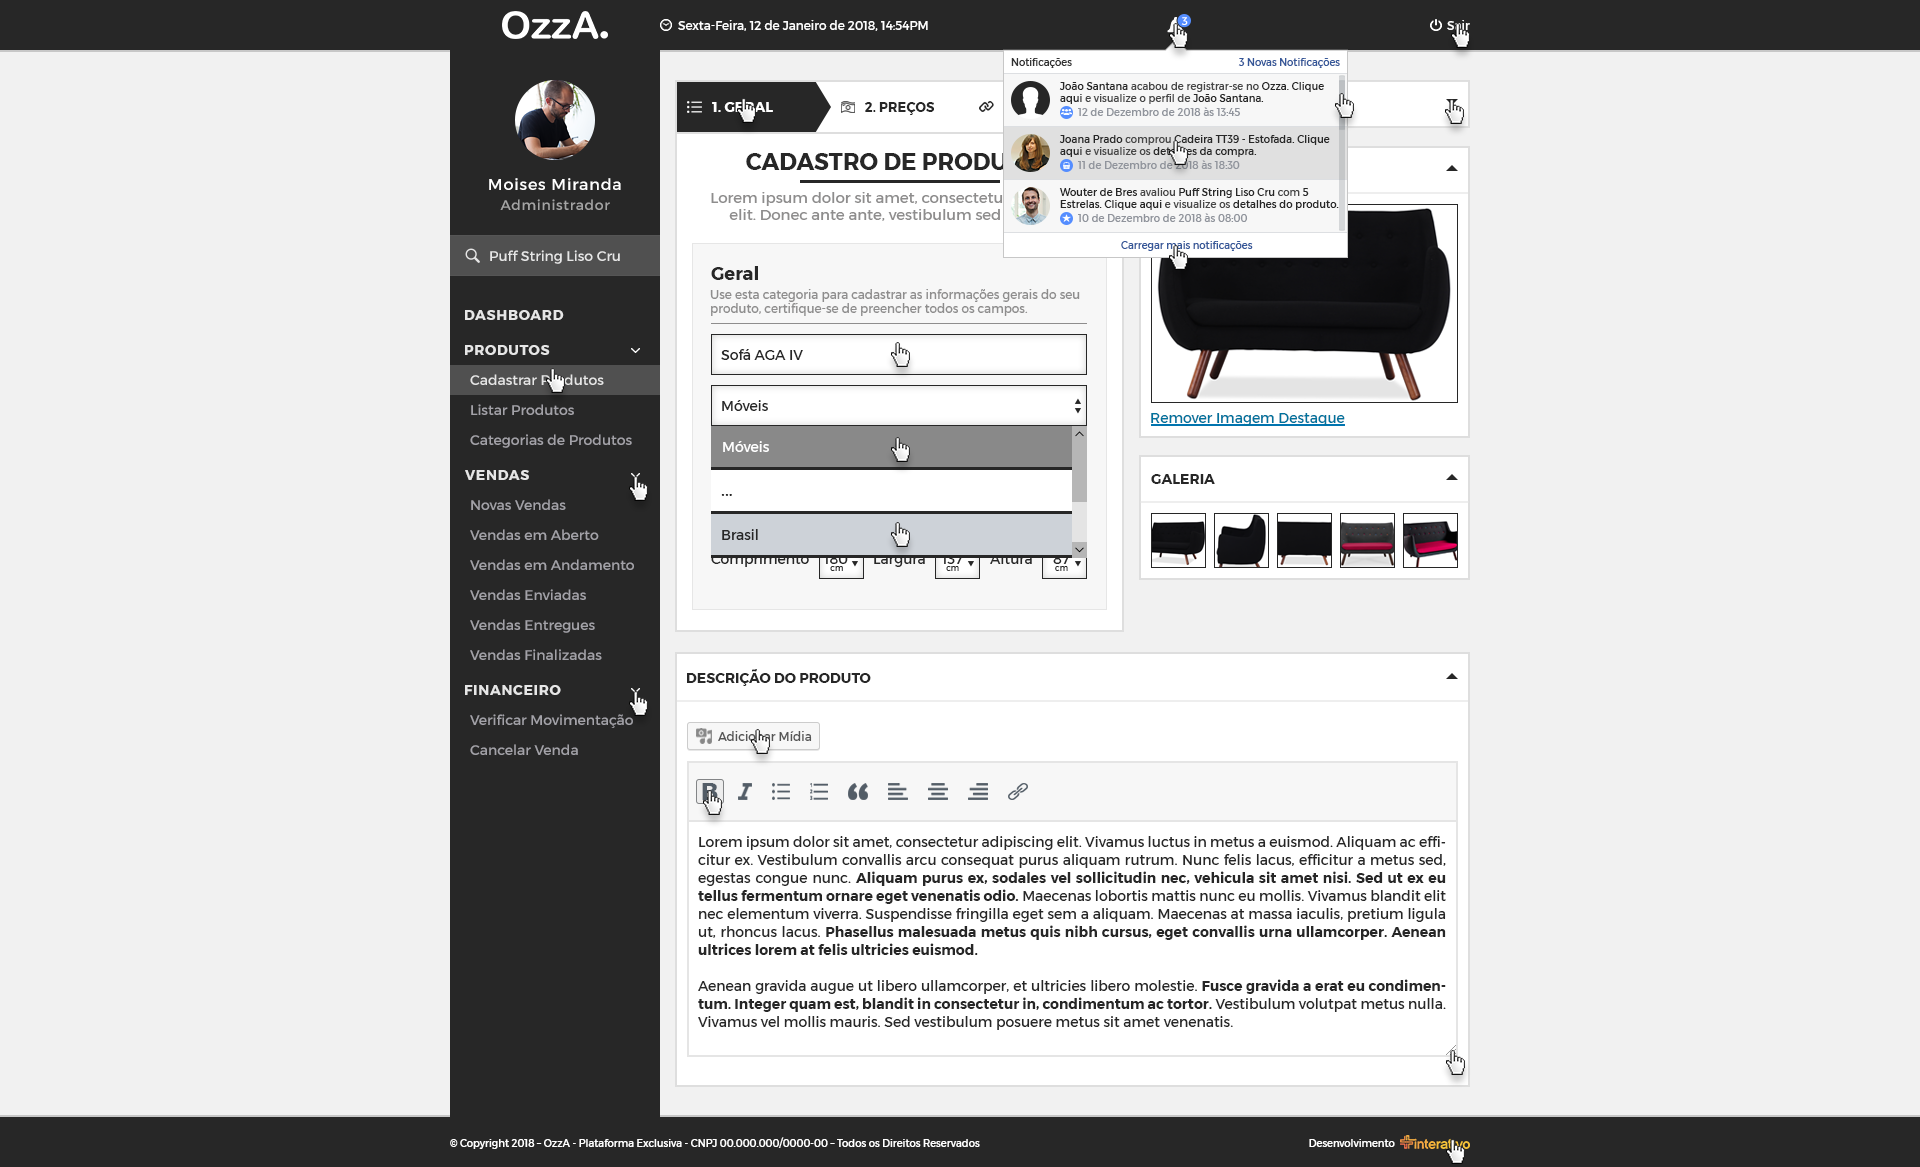 OzzA.
Sexta-Feira, 12 de Janeiro de 2018, 14:54PM
3
Notificações
3 Novas Notificações
João Santana acabou de registrar-se no Ozza. Clique
aqui e visualize o perfil de João Santana.
12 de Dezembro de 2018 às 13:45
Joana Prado comprou Cadeira TT39 - Estofada. Clique
aqui e visualize os detalhes da compra.
11 de Dezembro de 2018 às 18:30
Wouter de Bres avaliou Puff String Liso Cru com 5
Estrelas. Clique aqui e visualize os detalhes do produto.
10 de Dezembro de 2018 às 08:00
Carregar mais notificações
Moises Miranda
Administrador
Puff String Liso Cru
DASHBOARD
PRODUTOS
Cadastrar Produtos
Listar Produtos
Categorias de Produtos
VENDAS
Novas Vendas
Vendas em Aberto
Vendas em Andamento
Vendas Enviadas
Vendas Entregues
Vendas Finalizadas
FINANCEIRO
Verificar Movimentação
Cancelar Venda
1. GERAL
2. PREÇOS
CADASTRO DE PRODU
Lorem ipsum dolor sit amet, consectetu
elit. Donec ante ante, vestibulum sed
Geral
Use esta categoria para cadastrar as informações gerais do seu
produto, certifique-se de preencher todos os campos.
Sofá AGA IV
Móveis
Móveis
...
Brasil
Comprimento 180 cm Largura 137 cm Altura 87 cm
Remover Imagem Destaque
GALERIA
DESCRIÇÃO DO PRODUTO
Adicionar Mídia
B I
Lorem ipsum dolor sit amet, consectetur adipiscing elit. Vivamus luctus in metus a euismod. Aliquam ac effi-
citur ex. Vestibulum convallis arcu consequat purus aliquam rutrum. Nunc felis lacus, efficitur a metus sed,
egestas congue nunc. Aliquam purus ex, sodales vel sollicitudin nec, vehicula sit amet nisi. Sed ut ex eu
tellus fermentum ornare eget venenatis odio. Maecenas lobortis mattis nunc eu mollis. Vivamus blandit elit
nec elementum viverra. Suspendisse fringilla eget sem a aliquam. Maecenas at massa iaculis, pretium ligula
ut, rhoncus lacus. Phasellus malesuada metus quis nibh cursus, eget convallis urna ullamcorper. Aenean
ultrices lorem at felis ultricies euismod.
Aenean gravida augue ut libero ullamcorper, et ultricies libero molestie. Fusce gravida a erat eu condimen-
tum. Integer quam est, blandit in consectetur in, condimentum ac tortor. Vestibulum volutpat metus nulla.
Vivamus vel mollis mauris. Sed vestibulum posuere metus sit amet venenatis.
© Copyright 2018 – OzzA - Plataforma Exclusiva - CNPJ 00.000.000/0000-00 – Todos os Direitos Reservados
Desenvolvimento interativo